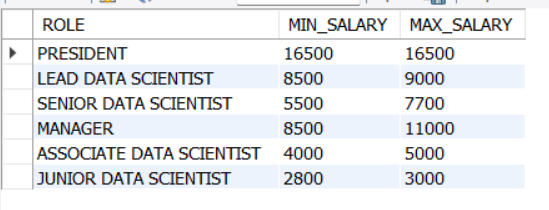 ROLE MIN_SALARY MAX_SALARY
PRESIDENT 16500 16500
LEAD DATA SCIENTIST 8500 9000
SENIOR DATA SCIENTIST 5500 7700
MANAGER 8500 11000
ASSOCIATE DATA SCIENTIST 4000 5000
JUNIOR DATA SCIENTIST 2800 3000